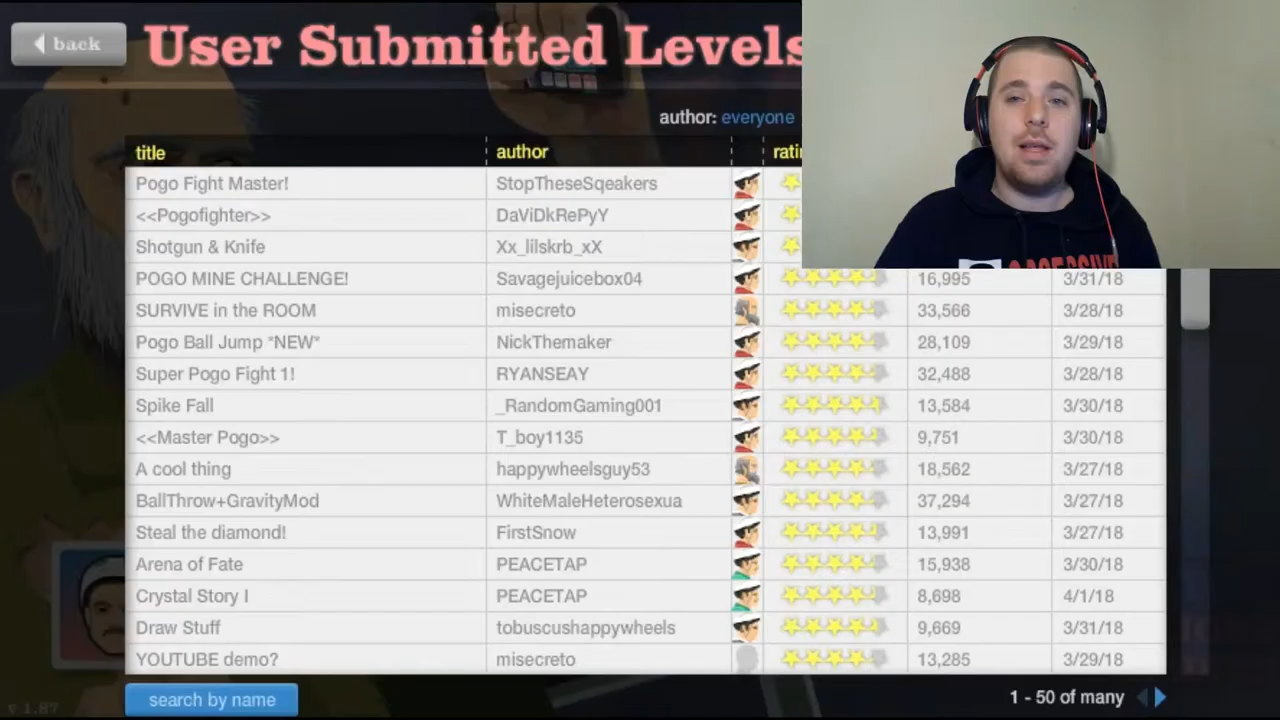 back
User Submitted Levels
author: everyone
title author
Pogo Fight Master! StopTheseSqeakers
<<Pogofighter>> DaViDkRePyY
Shotgun & Knife Xx_lilskrb_xX
POGO MINE CHALLENGE! Savagejuicebox04 16,995 3/31/18
SURVIVE in the ROOM misecreto 33,566 3/28/18
Pogo Ball Jump *NEW* NickThemaker 28,109 3/29/18
Super Pogo Fight 1! RYANSEAY 32,488 3/28/18
Spike Fall _RandomGaming001 13,584 3/30/18
<<Master Pogo>> T_boy1135 9,751 3/30/18
A cool thing happywheelsguy53 18,562 3/27/18
BallThrow+GravityMod WhiteMaleHeterosexua 37,294 3/27/18
Steal the diamond! FirstSnow 13,991 3/27/18
Arena of Fate PEACETAP 15,938 3/30/18
Crystal Story I PEACETAP 8,698 4/1/18
Draw Stuff tobuscushappywheels 9,669 3/31/18
YOUTUBE demo? misecreto 13,285 3/29/18
search by name 1 - 50 of many
v 1.87